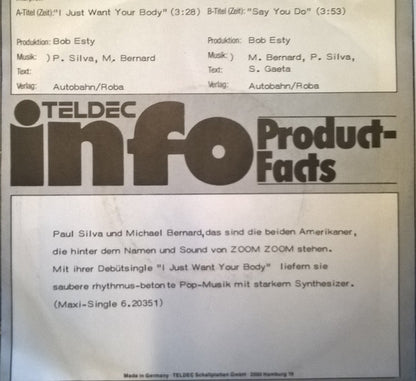 A-Titel (Zeit): "I Just Want Your Body" (3:28) B-Titel (Zeit): "Say You Do" (3:53)
Produktion: Bob Esty Produktion: Bob Esty
Musik: ) P. Silva, M. Bernard Musik: ) M. Bernard, P. Silva,
Text: Text: S. Gaeta
Verlag: Autobahn/Roba Verlag: Autobahn/Roba
TELDEC
info Product-
Facts
Paul Silva und Michael Bernard,das sind die beiden Amerikaner,
die hinter dem Namen und Sound von ZOOM ZOOM stehen.
Mit ihrer Debütsingle "I Just Want Your Body" liefern sie
saubere rhythmus-betonte Pop-Musik mit starkem Synthesizer.
(Maxi-Single 6.20351)
Made in Germany · TELDEC Schallplatten GmbH · 2000 Hamburg 19